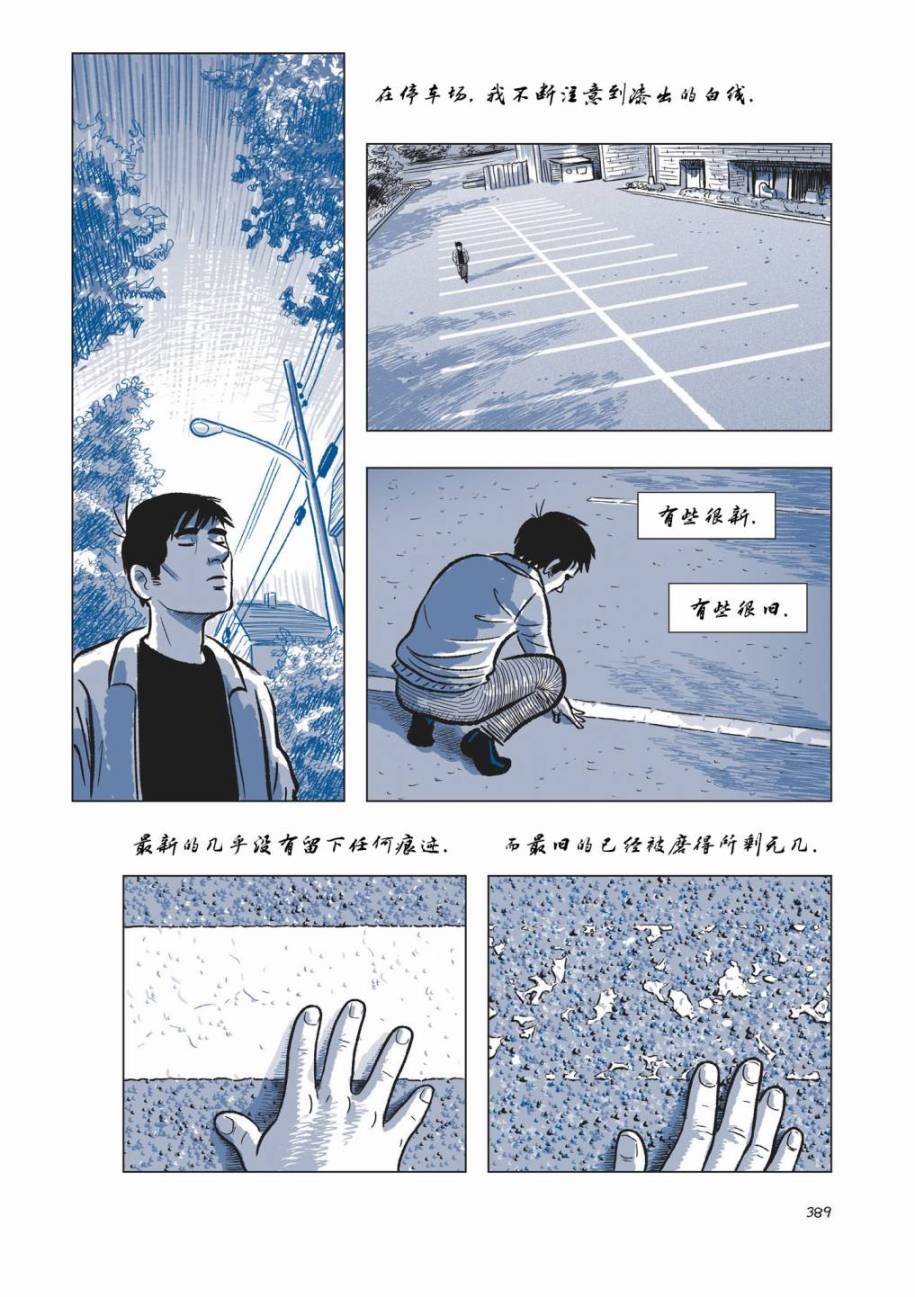 在停车场，我不断注意到漆出的白线.
有些很新.
有些很旧.
最新的几乎没有留下任何痕迹.
而最旧的已经被磨得所剩无几.
389